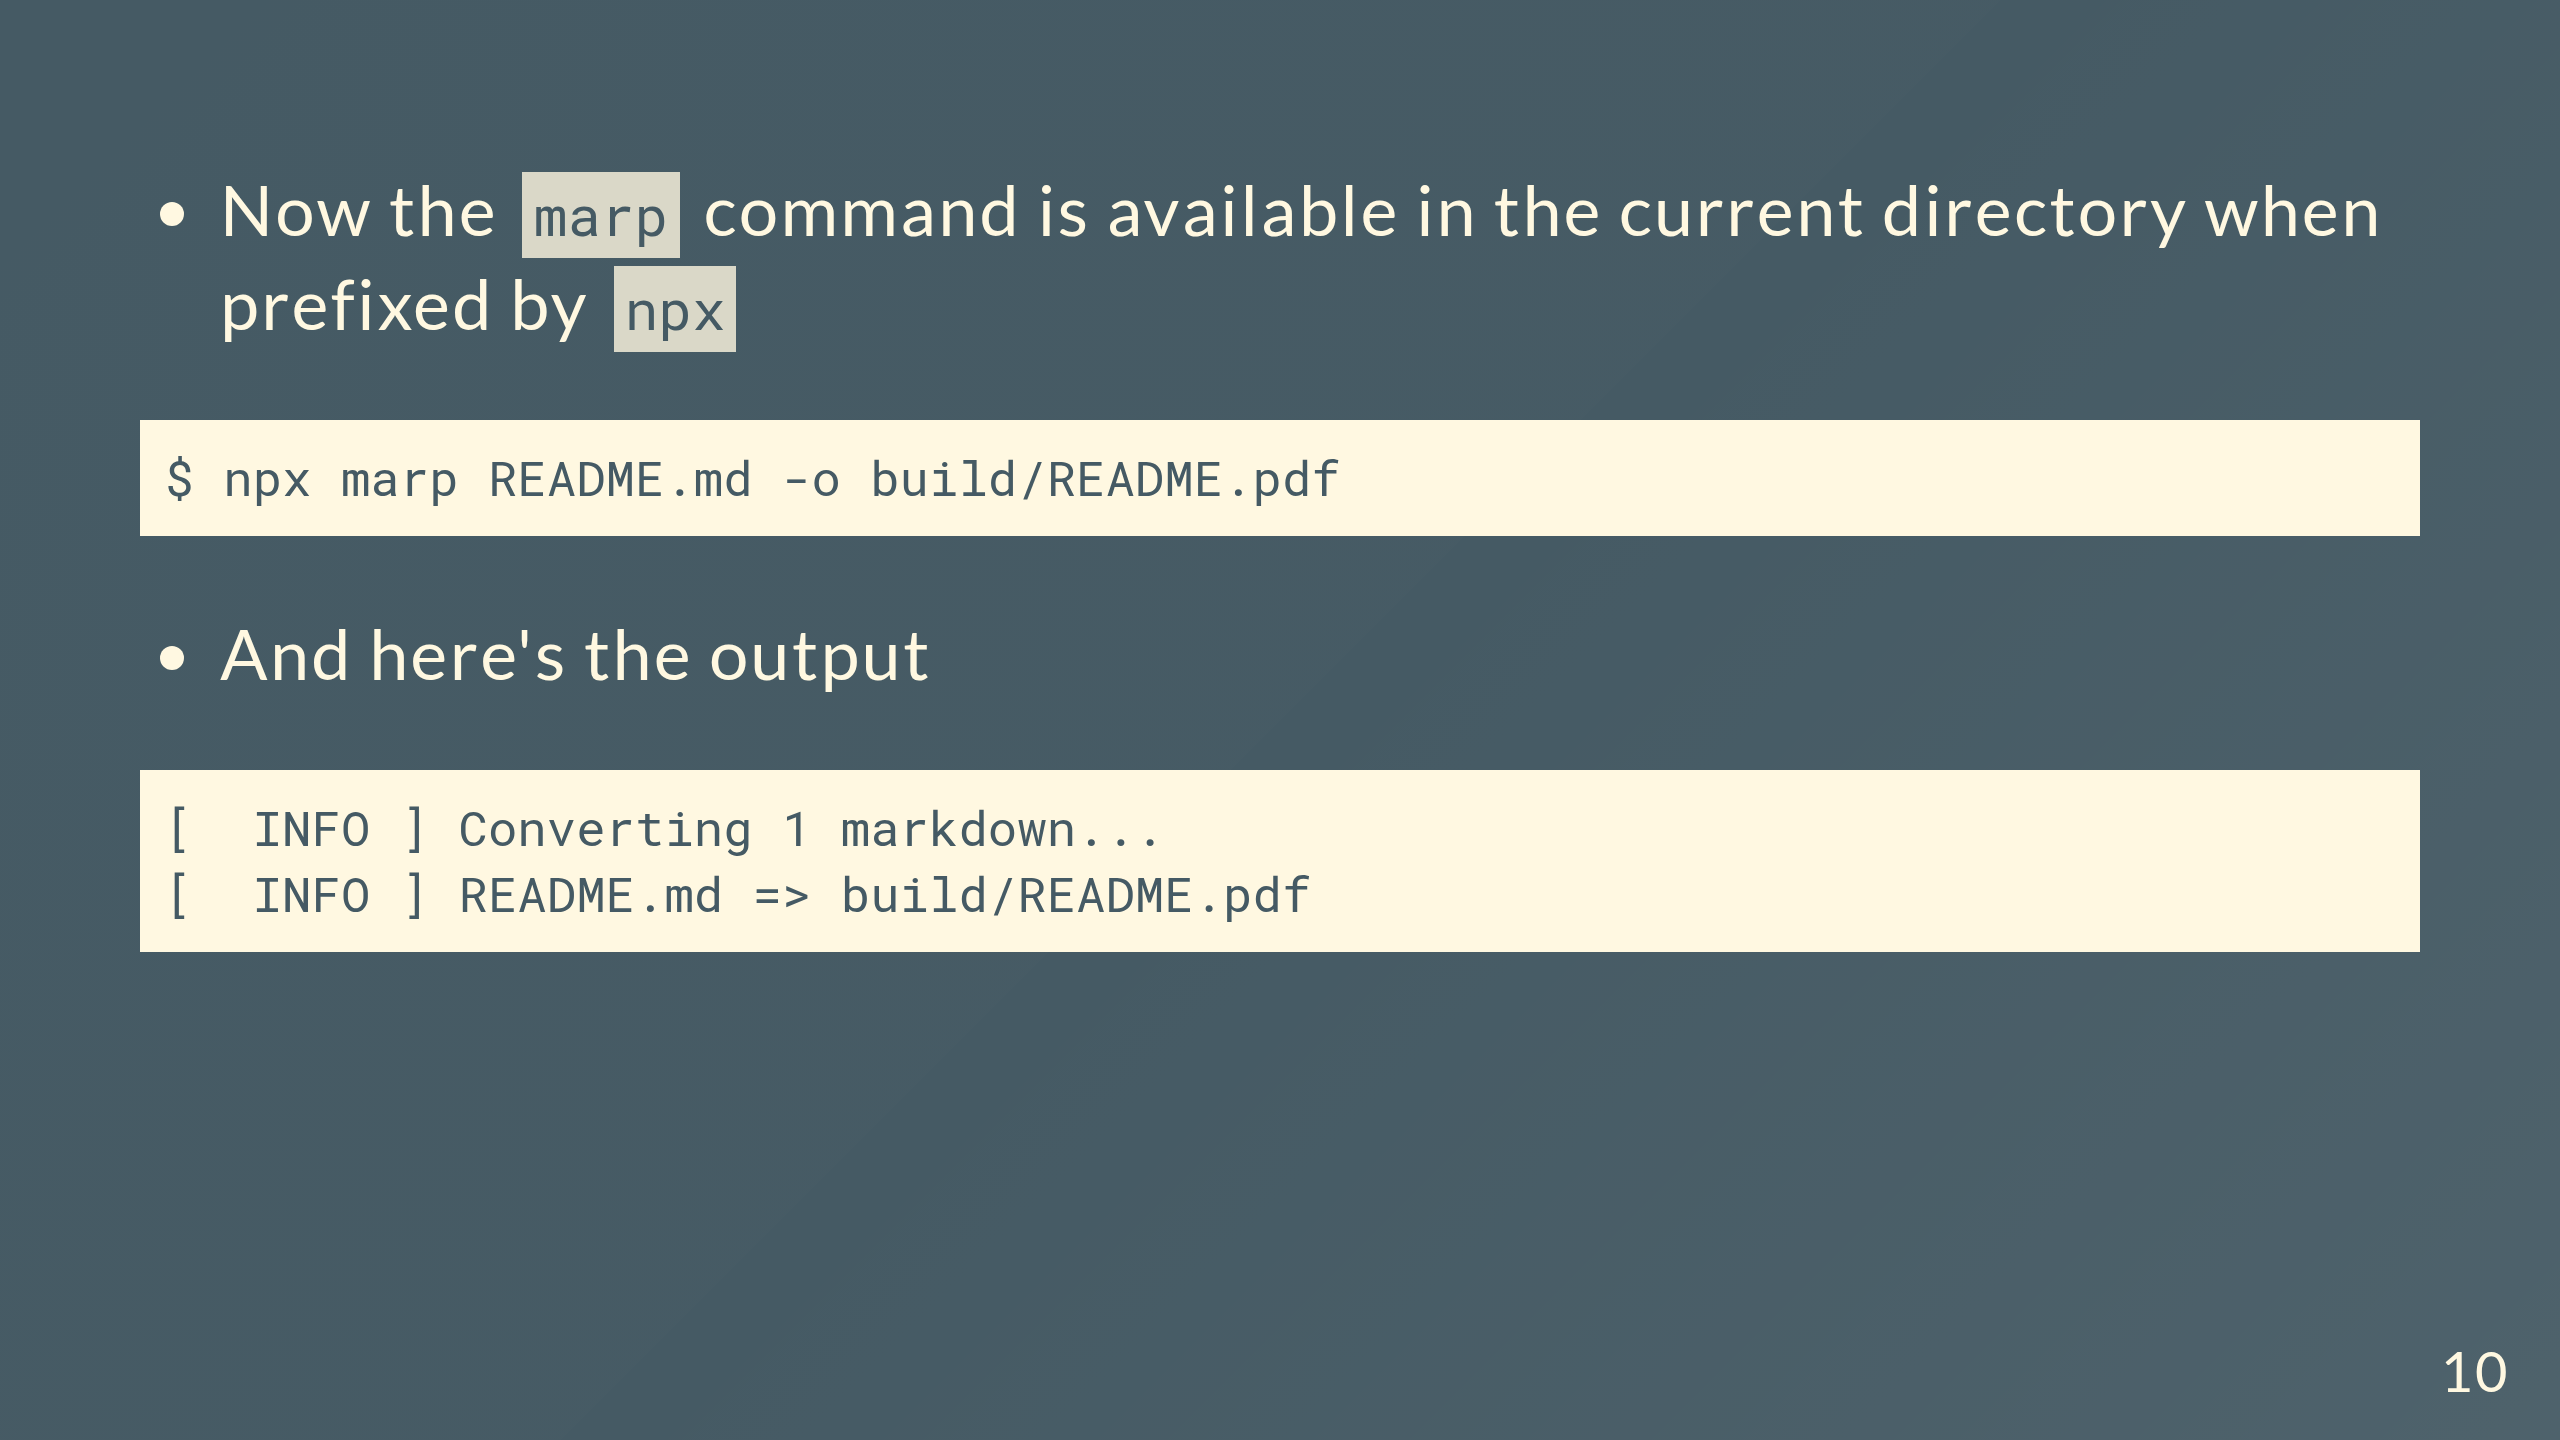 • Now the marp command is available in the current directory when
prefixed by npx
$ npx marp README.md -o build/README.pdf
• And here's the output
[  INFO ] Converting 1 markdown...
[  INFO ] README.md => build/README.pdf
10